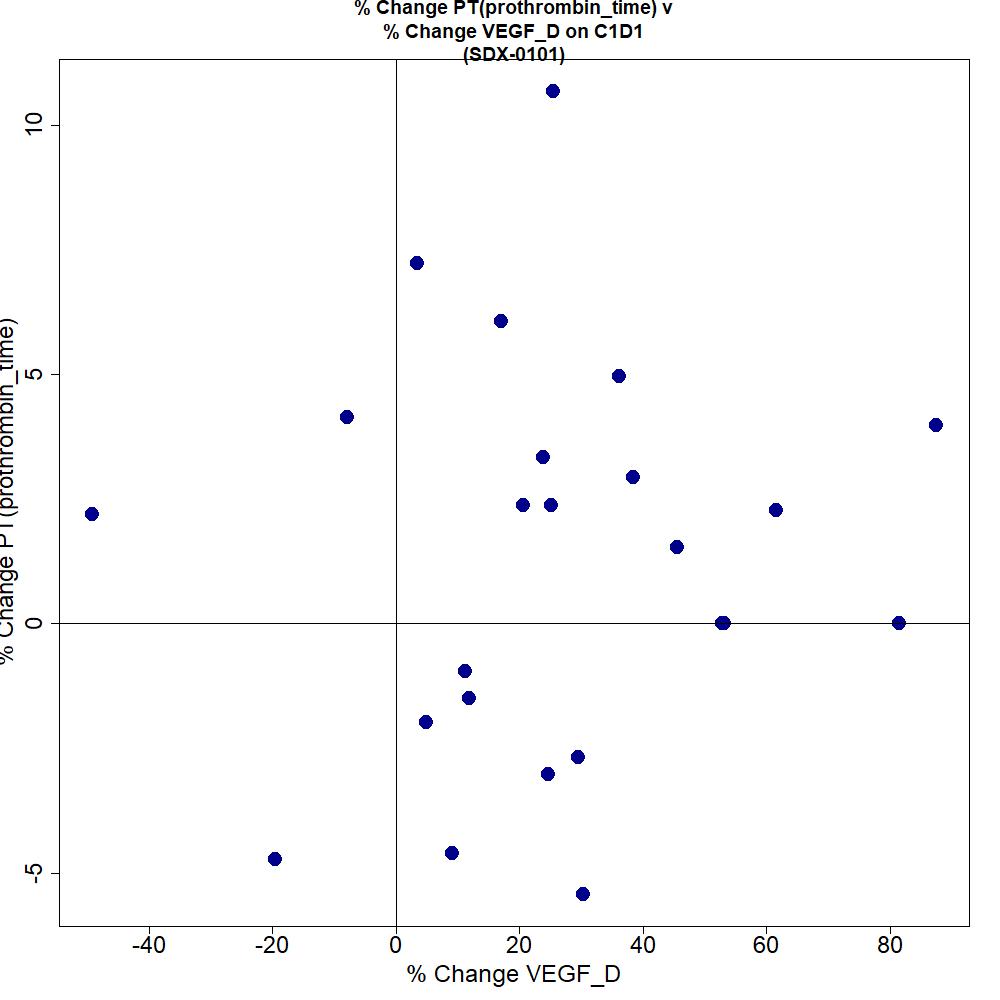 % Change PT(prothrombin_time) v
% Change VEGF_D on C1D1
(SDX-0101)
% Change PT(prothrombin_time)
10
5
0
-5
-40 -20 0 20 40 60 80
% Change VEGF_D